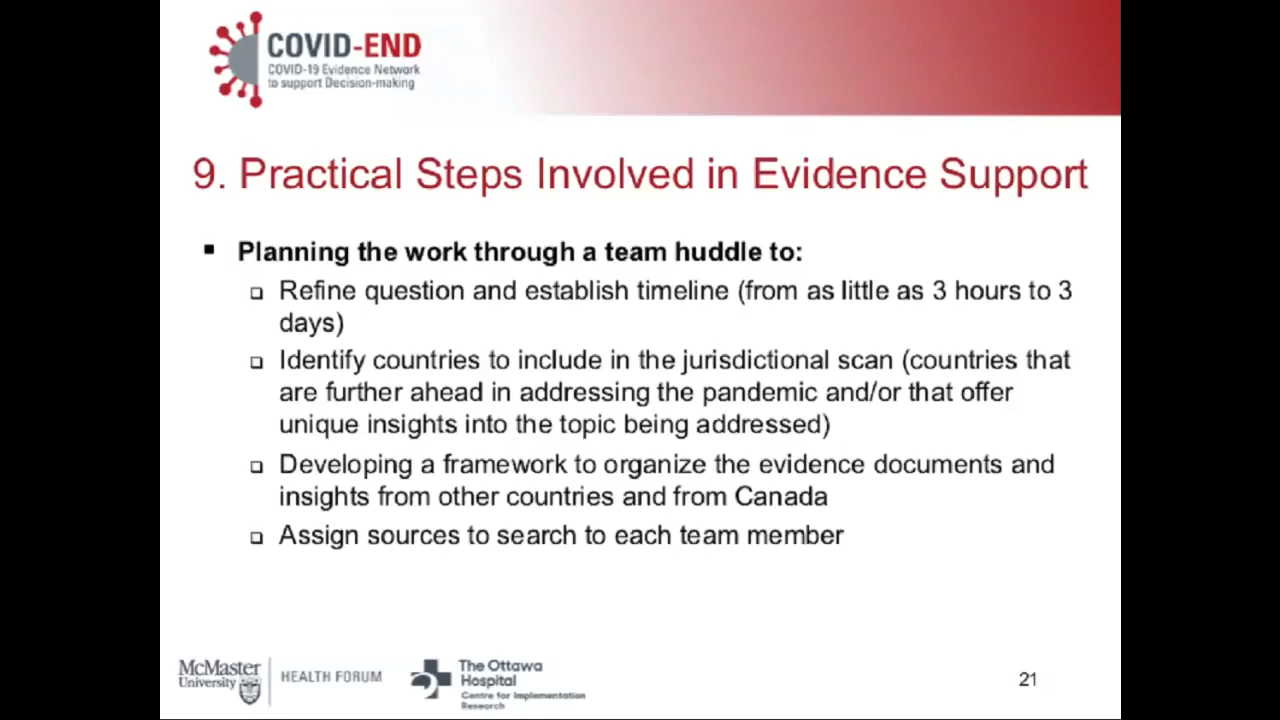 COVID-END
COVID-19 Evidence Network
to support Decision-making
9. Practical Steps Involved in Evidence Support
Planning the work through a team huddle to:
Refine question and establish timeline (from as little as 3 hours to 3
days)
Identify countries to include in the jurisdictional scan (countries that
are further ahead in addressing the pandemic and/or that offer
unique insights into the topic being addressed)
Developing a framework to organize the evidence documents and
insights from other countries and from Canada
Assign sources to search to each team member
McMaster
University
HEALTH FORUM
The Ottawa
Hospital
Centre for Implementation
Research
21